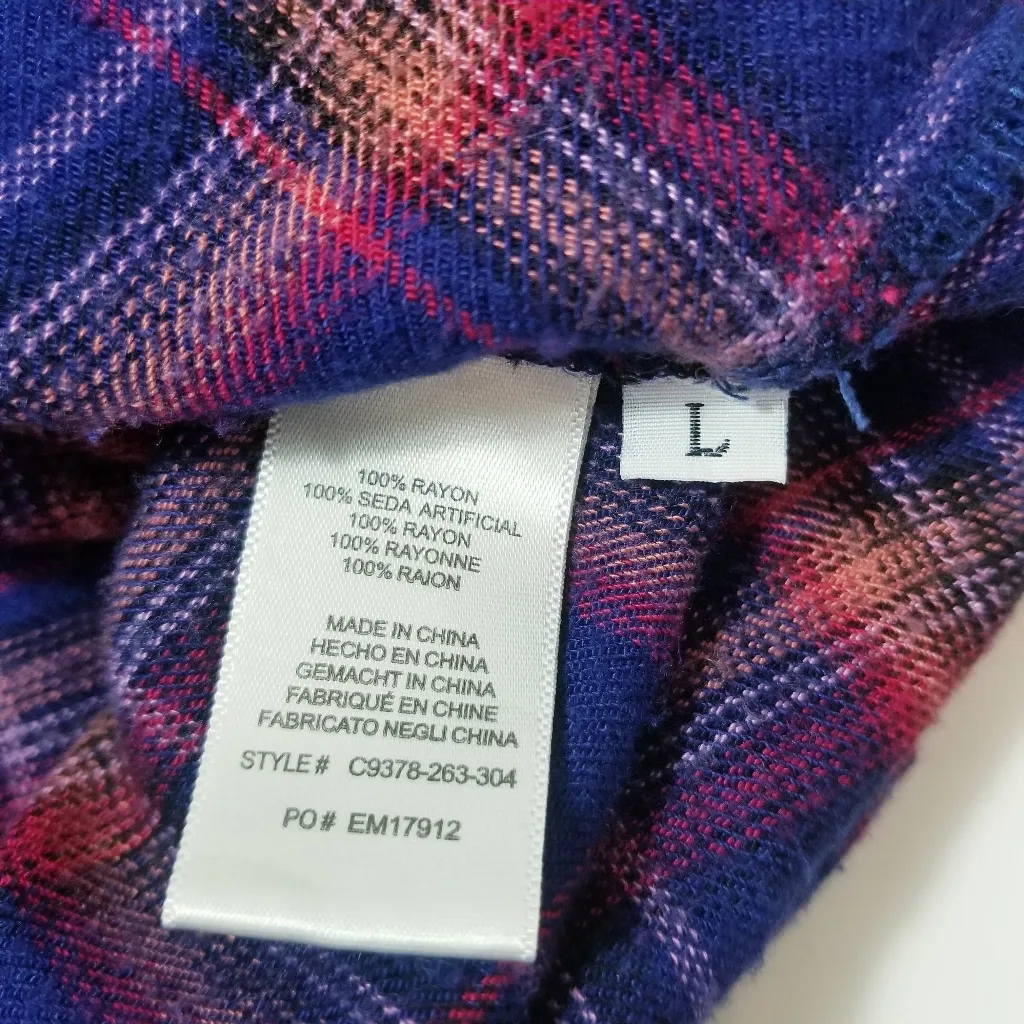 100% RAYON
100% SEDA ARTIFICIAL
100% RAYON
100% RAYONNE
100% RAION
MADE IN CHINA
HECHO EN CHINA
GEMACHT IN CHINA
FABRIQUÉ EN CHINE
FABRICATO NEGLI CHINA
STYLE# C9378-263-304
PO# EM17912
L